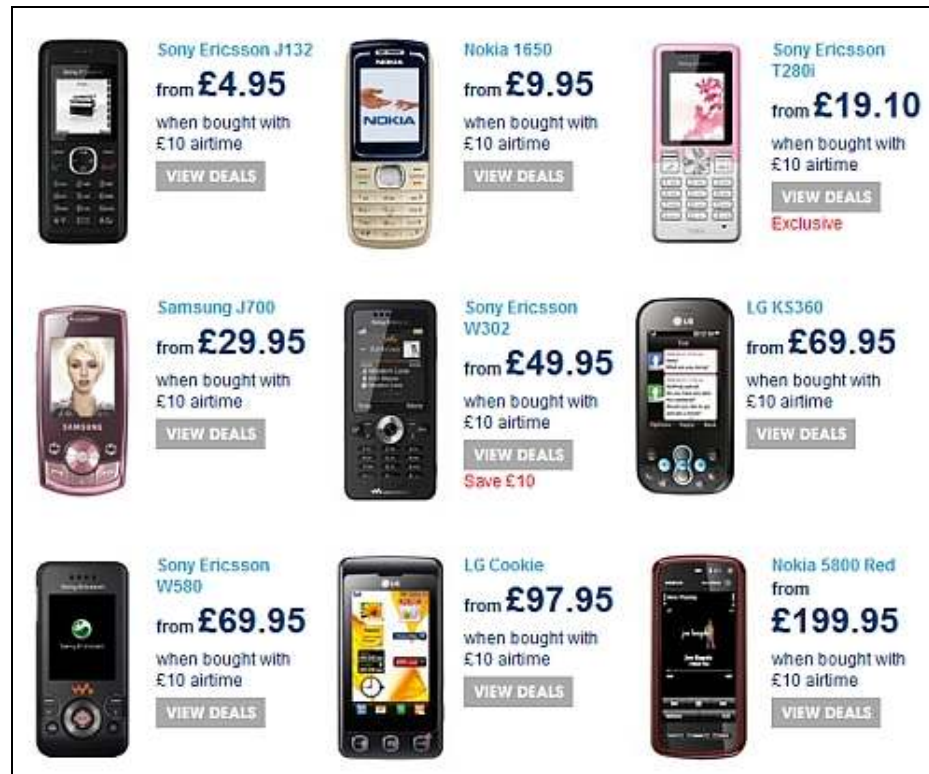 Sony Ericsson J132
from £4.95
when bought with
£10 airtime
VIEW DEALS
NOKIA
NOKIA
Nokia 1650
from £9.95
when bought with
£10 airtime
VIEW DEALS
Sony Ericsson
T280i
from £19.10
when bought with
£10 airtime
VIEW DEALS
Exclusive
SAMSUNG
Samsung J700
from £29.95
when bought with
£10 airtime
VIEW DEALS
Sony Ericsson
W302
from £49.95
when bought with
£10 airtime
VIEW DEALS
Save £10
LG
LG KS360
from £69.95
when bought with
£10 airtime
VIEW DEALS
Sony Ericsson
W580
from £69.95
when bought with
£10 airtime
VIEW DEALS
LG
LG Cookie
from £97.95
when bought with
£10 airtime
VIEW DEALS
Nokia 5800 Red
from
£199.95
when bought with
£10 airtime
VIEW DEALS